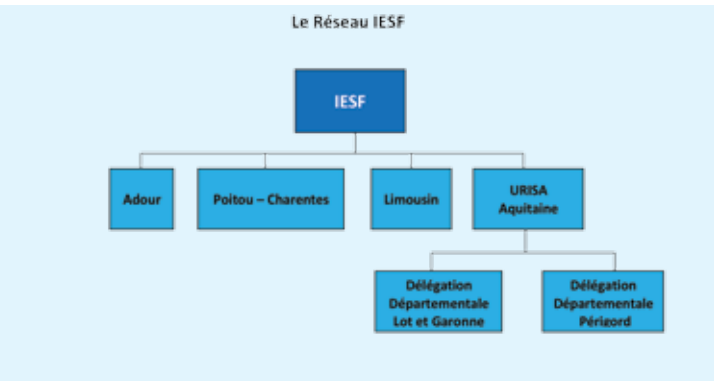 Le Réseau IESF
IESF
Adour
Poitou – Charentes
Limousin
URISA
Aquitaine
Délégation
Départementale
Lot et Garonne
Délégation
Départementale
Périgord